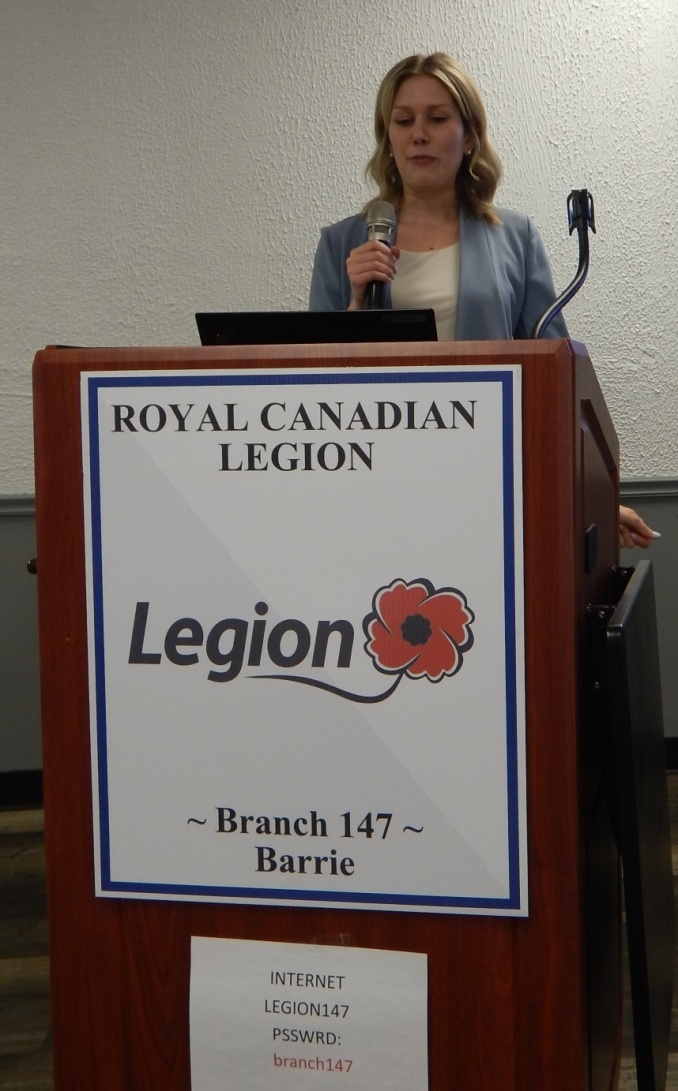 ROYAL CANADIAN
LEGION
Legion
~ Branch 147 ~
Barrie
INTERNET
LEGION147
PSSWRD:
branch147